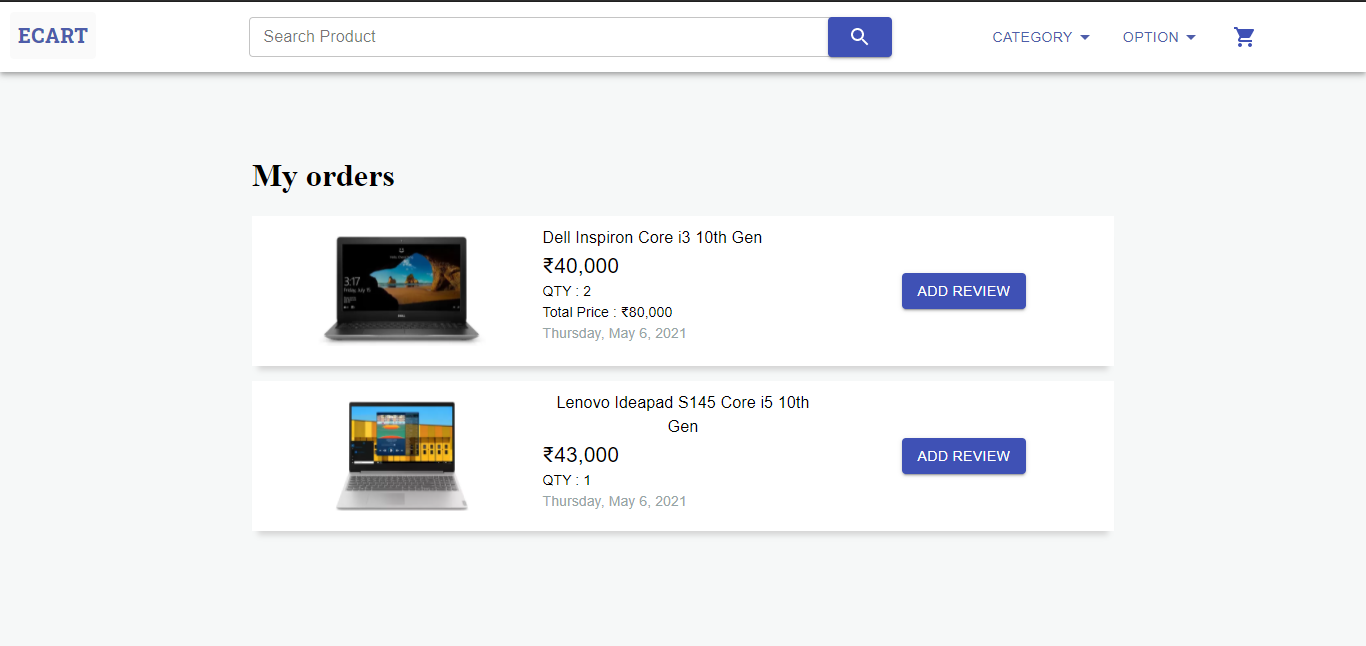 ECART
Search Product
CATEGORY
OPTION
My orders
Dell Inspiron Core i3 10th Gen
₹40,000
QTY : 2
Total Price : ₹80,000
Thursday, May 6, 2021
ADD REVIEW
3:17
Lenovo Ideapad S145 Core i5 10th
Gen
₹43,000
QTY : 1
Thursday, May 6, 2021
ADD REVIEW